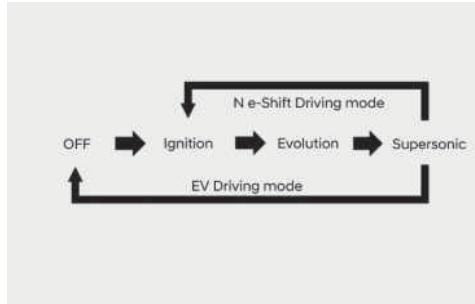 N e-Shift Driving mode
OFF Ignition Evolution Supersonic
EV Driving mode